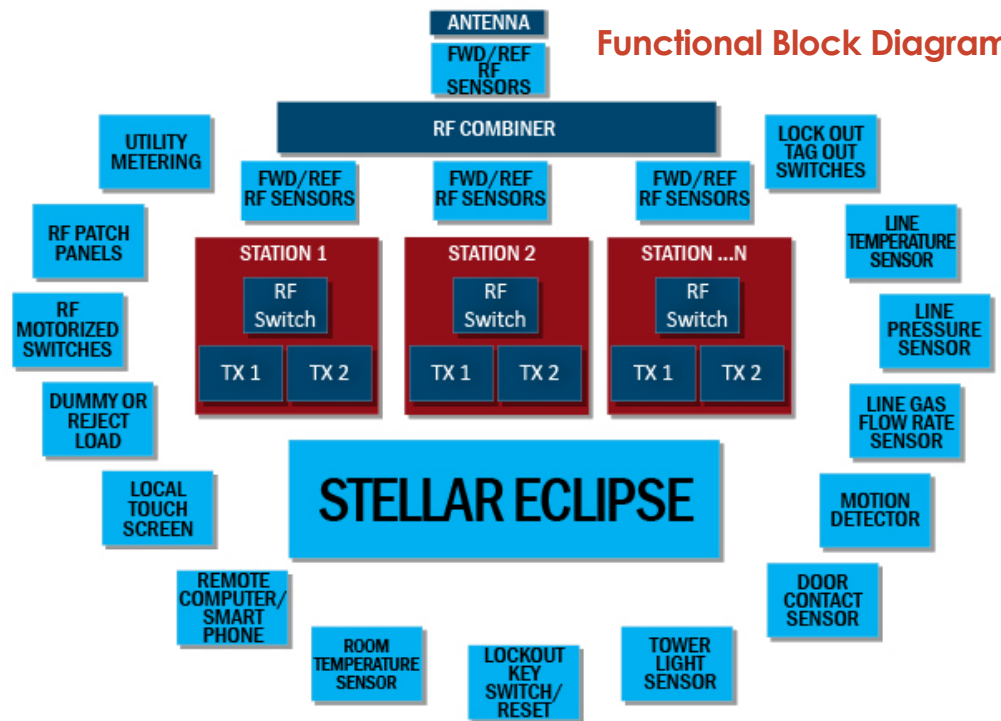 ANTENNA
Functional Block Diagram
FWD/REF
RF
SENSORS
RF COMBINER
UTILITY
METERING
LOCK OUT
TAG OUT
SWITCHES
FWD/REF
RF SENSORS
FWD/REF
RF SENSORS
FWD/REF
RF SENSORS
RF PATCH
PANELS
LINE
TEMPERATURE
SENSOR
STATION 1
RF
Switch
TX 1
TX 2
STATION 2
RF
Switch
TX 1
TX 2
STATION ...N
RF
Switch
TX 1
TX 2
RF
MOTORIZED
SWITCHES
LINE
PRESSURE
SENSOR
DUMMY OR
REJECT
LOAD
LINE GAS
FLOW RATE
SENSOR
STELLAR ECLIPSE
LOCAL
TOUCH
SCREEN
MOTION
DETECTOR
REMOTE
COMPUTER/
SMART
PHONE
DOOR
CONTACT
SENSOR
ROOM
TEMPERATURE
SENSOR
LOCKOUT
KEY
SWITCH/
RESET
TOWER
LIGHT
SENSOR